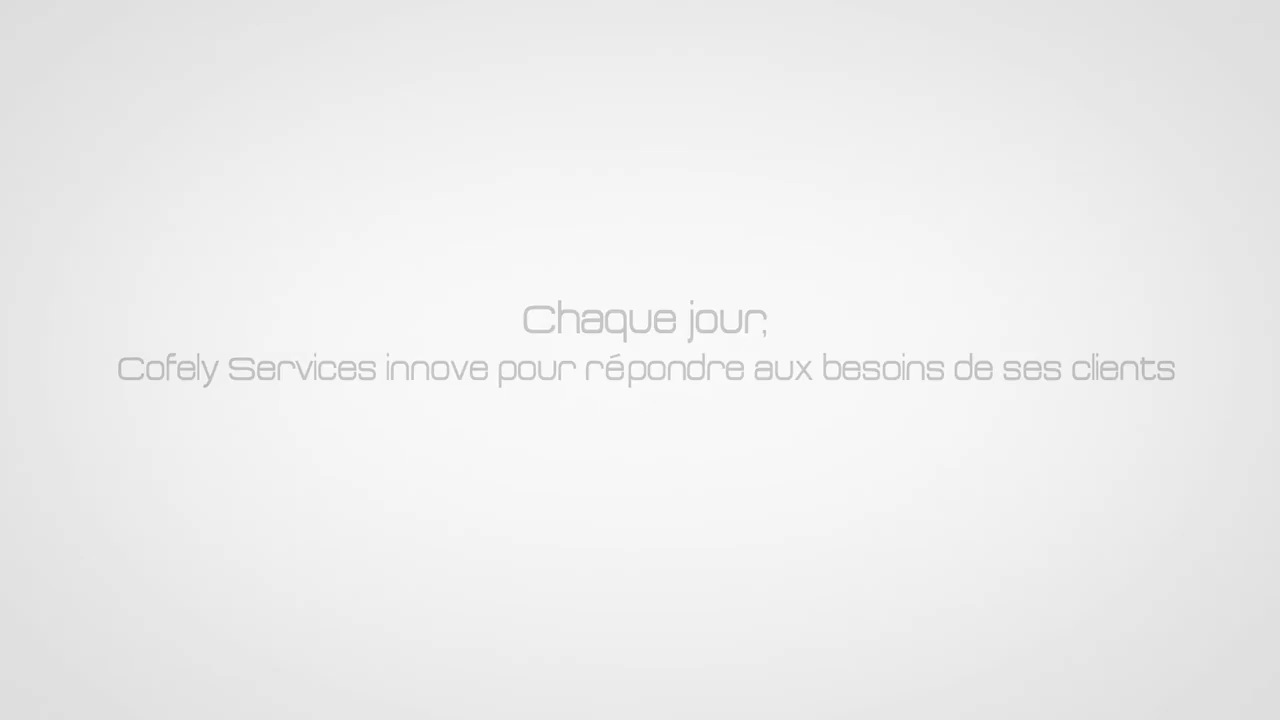 Chaque jour,
Cofely Services innove pour répondre aux besoins de ses clients